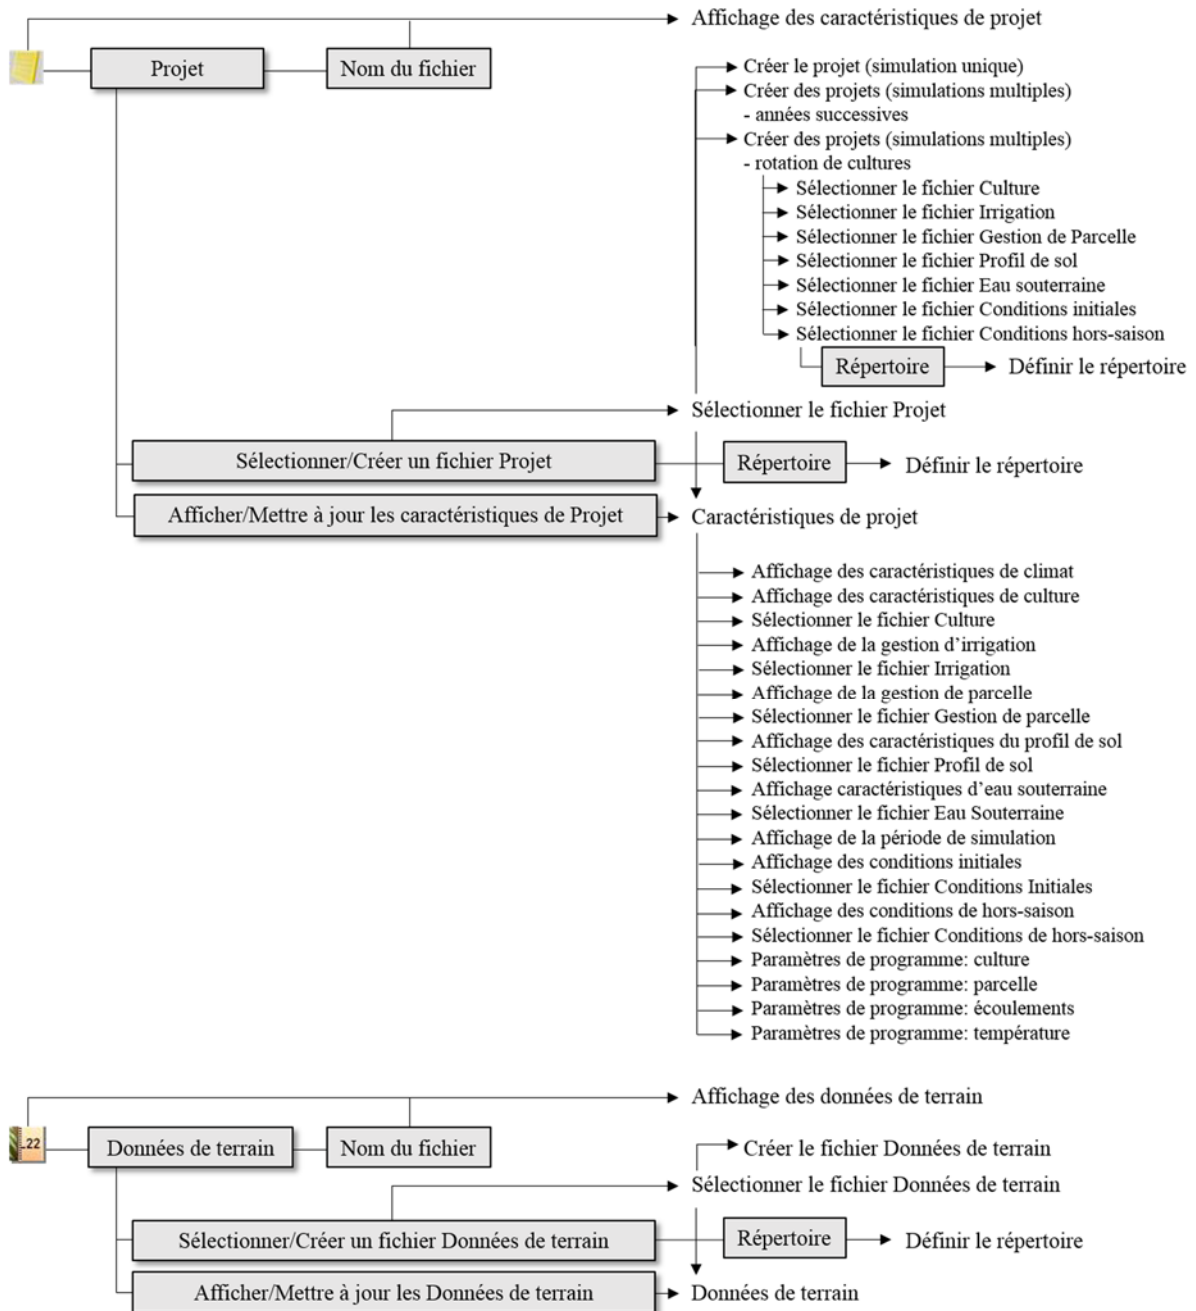 Affichage des caractéristiques de projet
Projet
Nom du fichier
Créer le projet (simulation unique)
Créer des projets (simulations multiples)
- années successives
Créer des projets (simulations multiples)
- rotation de cultures
Sélectionner le fichier Culture
Sélectionner le fichier Irrigation
Sélectionner le fichier Gestion de Parcelle
Sélectionner le fichier Profil de sol
Sélectionner le fichier Eau souterraine
Sélectionner le fichier Conditions initiales
Sélectionner le fichier Conditions hors-saison
Répertoire
Définir le répertoire
Sélectionner le fichier Projet
Sélectionner/Créer un fichier Projet
Répertoire
Définir le répertoire
Afficher/Mettre à jour les caractéristiques de Projet
Caractéristiques de projet
Affichage des caractéristiques de climat
Affichage des caractéristiques de culture
Sélectionner le fichier Culture
Affichage de la gestion d'irrigation
Sélectionner le fichier Irrigation
Affichage de la gestion de parcelle
Sélectionner le fichier Gestion de parcelle
Affichage des caractéristiques du profil de sol
Sélectionner le fichier Profil de sol
Affichage caractéristiques d'eau souterraine
Sélectionner le fichier Eau Souterraine
Affichage de la période de simulation
Affichage des conditions initiales
Sélectionner le fichier Conditions Initiales
Affichage des conditions de hors-saison
Sélectionner le fichier Conditions de hors-saison
Paramètres de programme: culture
Paramètres de programme: parcelle
Paramètres de programme: écoulements
Paramètres de programme: température
Affichage des données de terrain
.22
Données de terrain
Nom du fichier
Créer le fichier Données de terrain
Sélectionner le fichier Données de terrain
Sélectionner/Créer un fichier Données de terrain
Répertoire
Définir le répertoire
Afficher/Mettre à jour les Données de terrain
Données de terrain